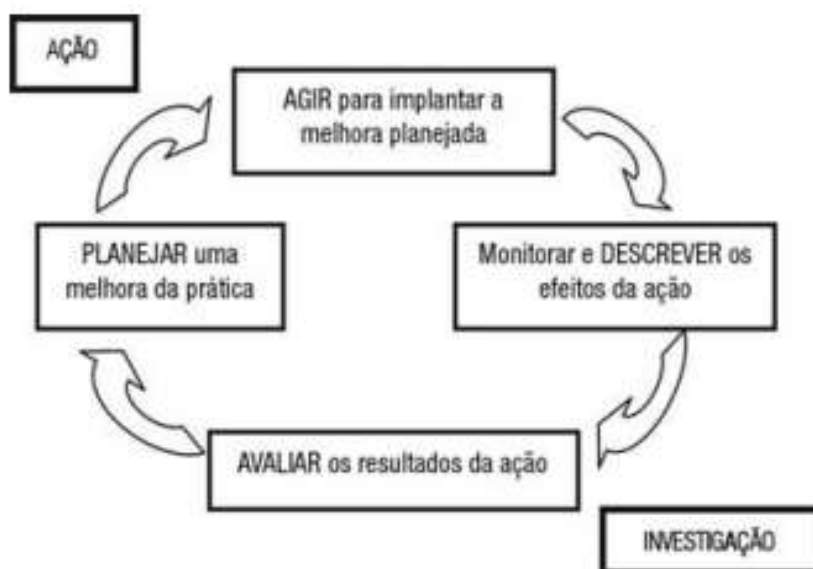 AÇÃO
AGIR para implantar a
melhora planejada
PLANEJAR uma
melhora da prática
Monitorar e DESCREVER os
efeitos da ação
AVALIAR os resultados da ação
INVESTIGAÇÃO